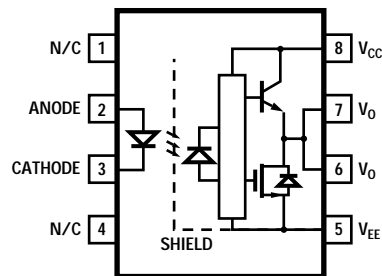 N/C 1
ANODE 2
CATHODE 3
N/C 4
8 VCC
7 VO
6 VO
5 VEE
SHIELD